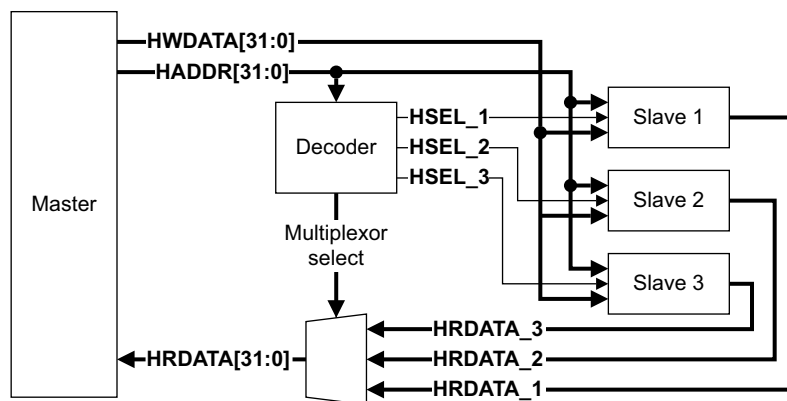 HWDATA[31:0]
HADDR[31:0]
Master
Decoder
HSEL_1
HSEL_2
HSEL_3
Slave 1
Slave 2
Slave 3
Multiplexor
select
HRDATA[31:0]
HRDATA_3
HRDATA_2
HRDATA_1